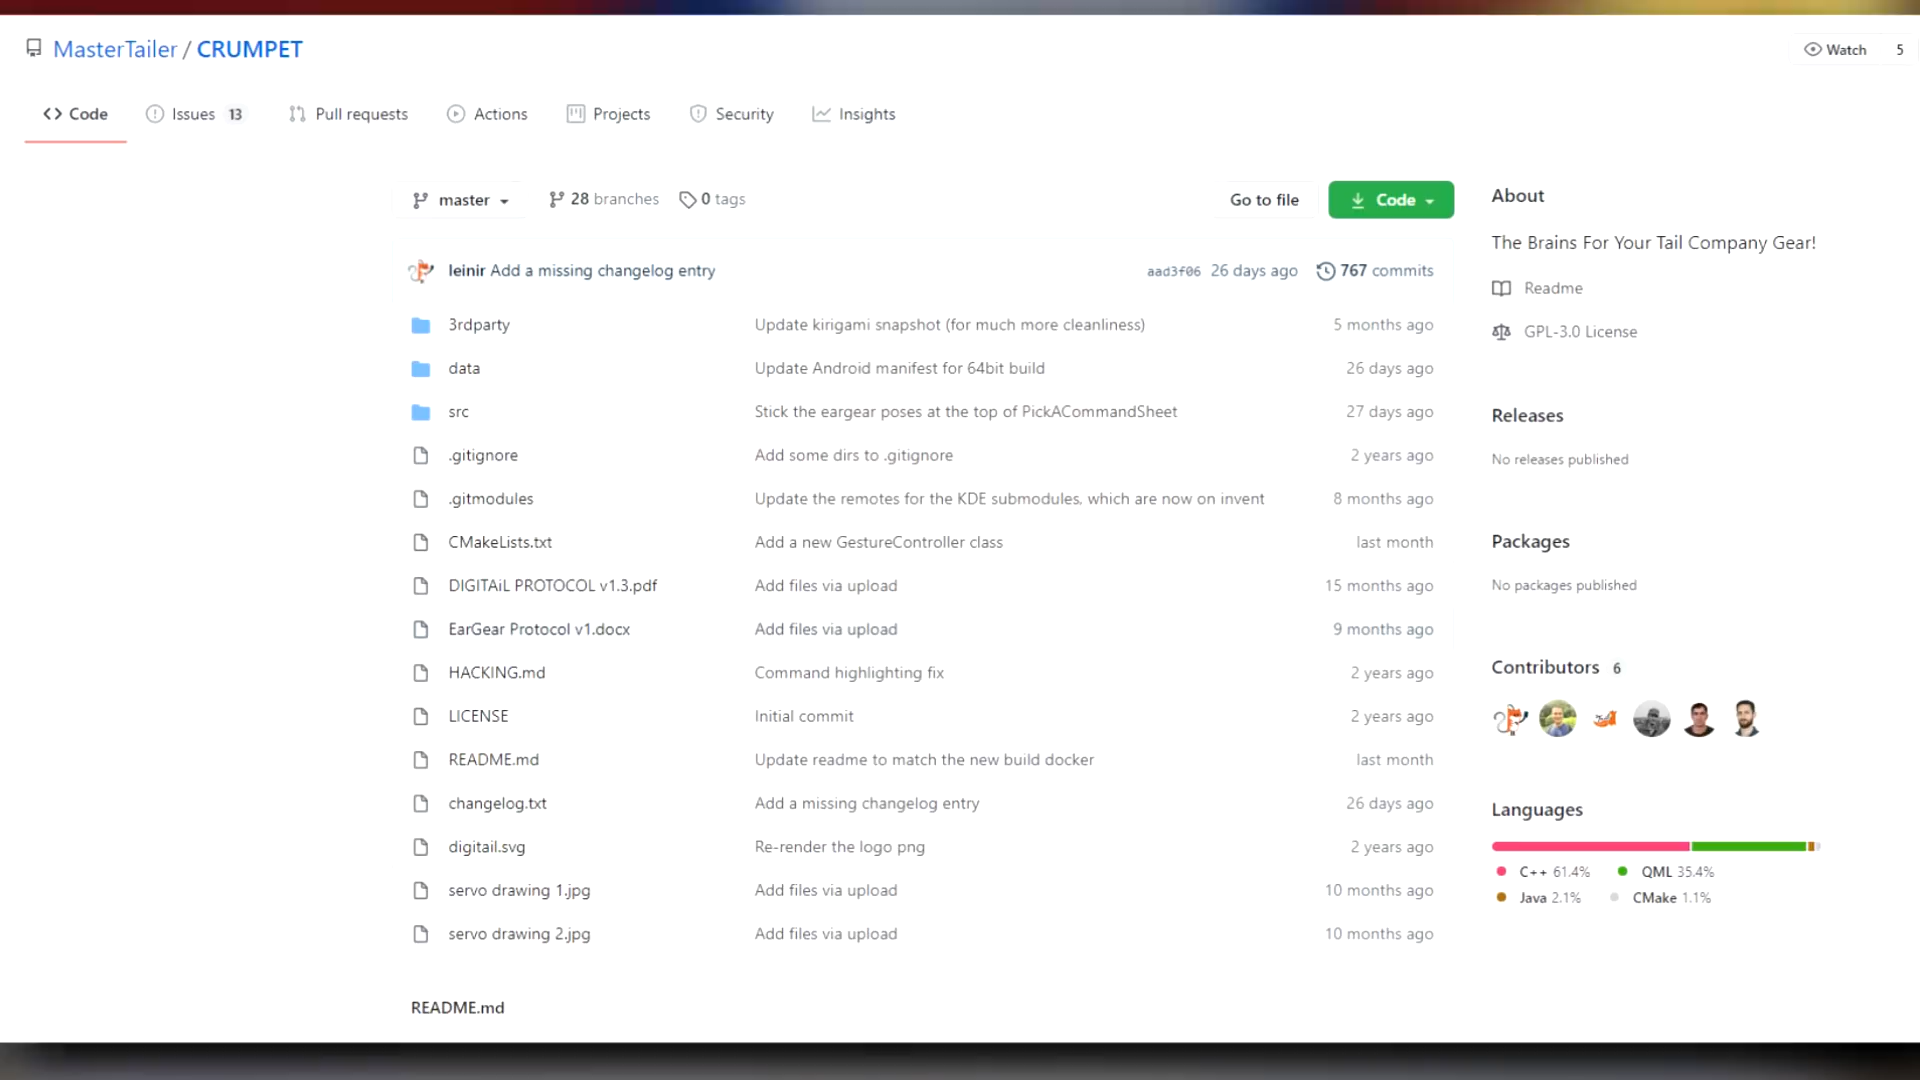 MasterTailer / CRUMPET
Watch 5
Code
Issues 13
Pull requests
Actions
Projects
Security
Insights
master
28 branches
0 tags
Go to file
Code
leinir Add a missing changelog entry aad3f06 26 days ago 767 commits
3rdparty Update kirigami snapshot (for much more cleanliness) 5 months ago
data Update Android manifest for 64bit build 26 days ago
src Stick the eargear poses at the top of PickACommandSheet 27 days ago
.gitignore Add some dirs to .gitignore 2 years ago
.gitmodules Update the remotes for the KDE submodules, which are now on invent 8 months ago
CMakeLists.txt Add a new GestureController class last month
DIGITAiL PROTOCOL v1.3.pdf Add files via upload 15 months ago
EarGear Protocol v1.docx Add files via upload 9 months ago
HACKING.md Command highlighting fix 2 years ago
LICENSE Initial commit 2 years ago
README.md Update readme to match the new build docker last month
changelog.txt Add a missing changelog entry 26 days ago
digitail.svg Re-render the logo png 2 years ago
servo drawing 1.jpg Add files via upload 10 months ago
servo drawing 2.jpg Add files via upload 10 months ago
README.md
About
The Brains For Your Tail Company Gear!
Readme
GPL-3.0 License
Releases
No releases published
Packages
No packages published
Contributors 6
Languages
C++ 61.4% QML 35.4%
Java 2.1% CMake 1.1%